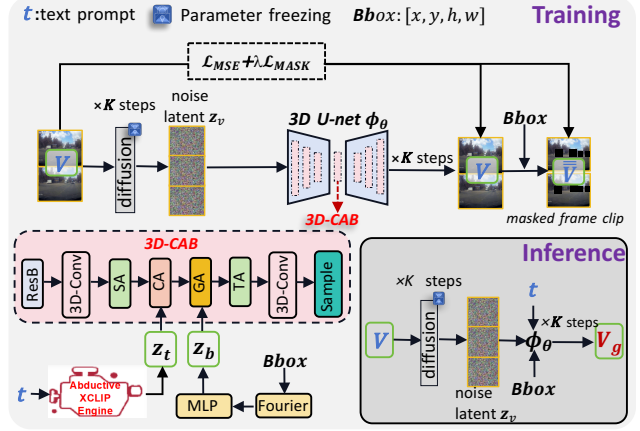 t:text prompt
Parameter freezing
Bbox: [x, y, h, w]
Training
ℒ_MSE+λℒ_MASK
×K steps
noise
latent z_v
3D U-net ϕ_θ
Bbox
×K steps
V
diffusion
V
V̿
3D-CAB
masked frame clip
3D-CAB
ResB
3D-Conv
SA
CA
GA
TA
3D-Conv
Sample
z_t
z_b
Bbox
t
Abductive
XCLIP
Engine
MLP
Fourier
Inference
×K steps
t
×K steps
V
diffusion
ϕ_θ
V_g
Bbox
noise
latent z_v